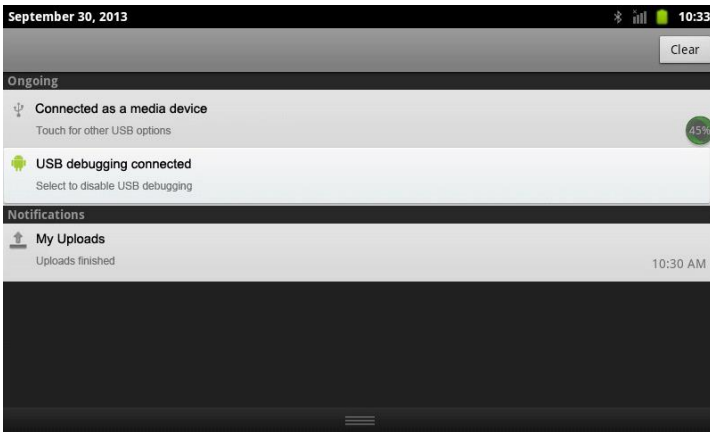 September 30, 2013
10:33
Clear
Ongoing
Connected as a media device
Touch for other USB options
45%
USB debugging connected
Select to disable USB debugging
Notifications
My Uploads
Uploads finished
10:30 AM